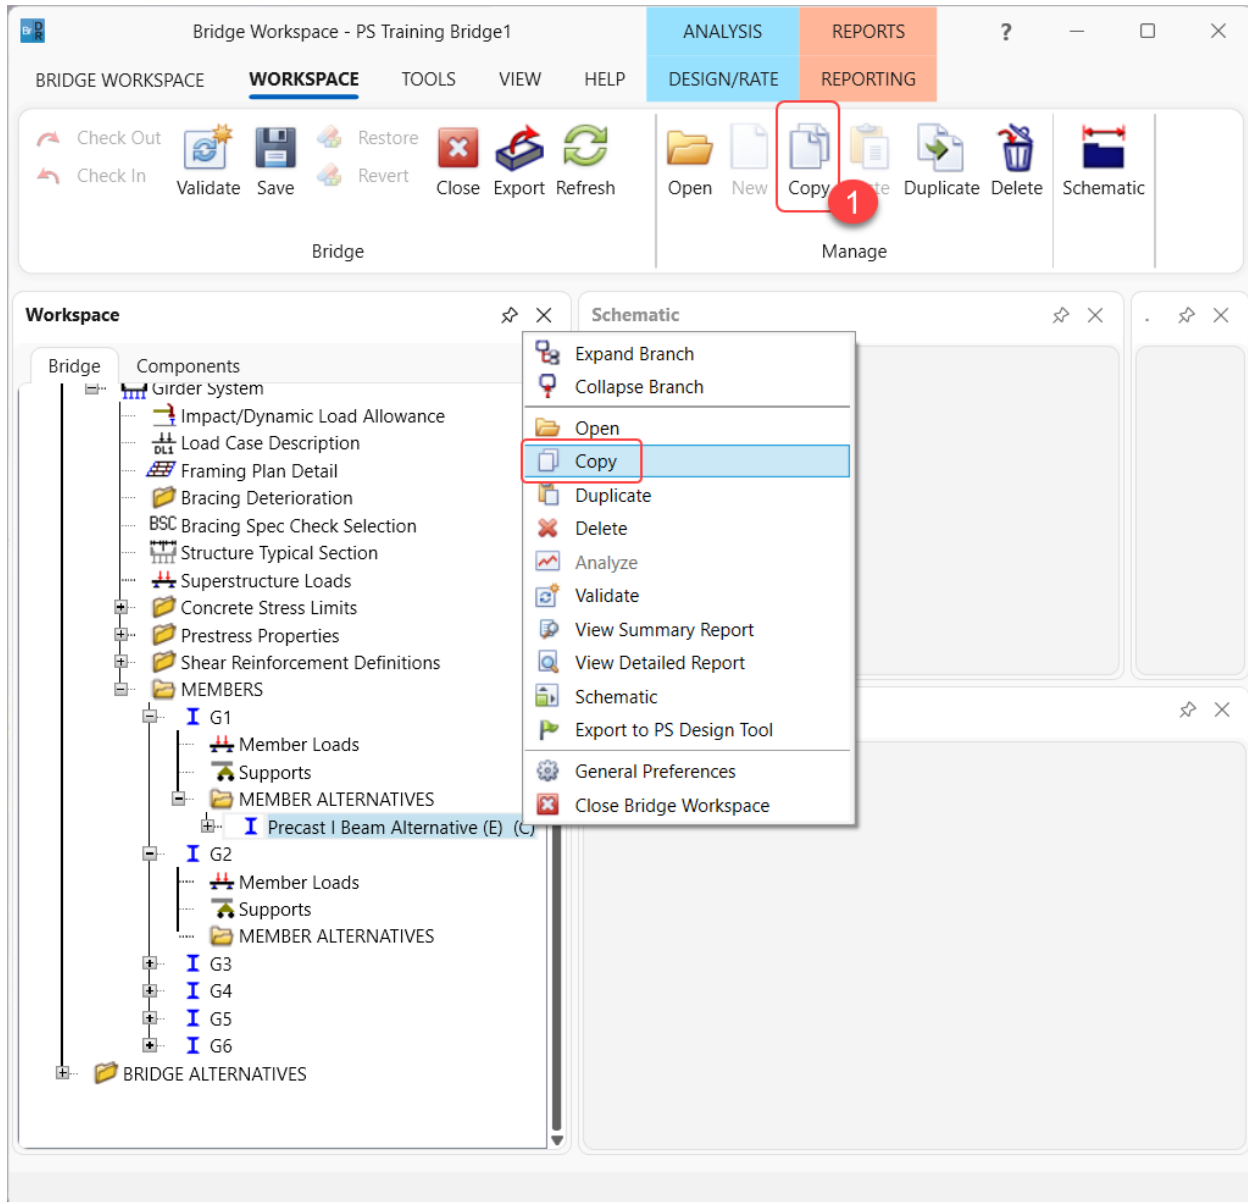 Br DR
Bridge Workspace - PS Training Bridge1
ANALYSIS
REPORTS
?
BRIDGE WORKSPACE
WORKSPACE
TOOLS
VIEW
HELP
DESIGN/RATE
REPORTING
Check Out
Check In
Validate
Save
Restore
Revert
Close
Export
Refresh
Bridge
Open
New
Copy
1
Duplicate
Delete
Manage
Schematic
Workspace
Bridge
Components
Girder System
Impact/Dynamic Load Allowance
DL1 Load Case Description
Framing Plan Detail
Bracing Deterioration
BSC Bracing Spec Check Selection
Structure Typical Section
Superstructure Loads
Concrete Stress Limits
Prestress Properties
Shear Reinforcement Definitions
MEMBERS
G1
Member Loads
Supports
MEMBER ALTERNATIVES
Precast I Beam Alternative (E) (C)
G2
Member Loads
Supports
MEMBER ALTERNATIVES
G3
G4
G5
G6
BRIDGE ALTERNATIVES
Schematic
.
Expand Branch
Collapse Branch
Open
Copy
Duplicate
Delete
Analyze
Validate
View Summary Report
View Detailed Report
Schematic
Export to PS Design Tool
General Preferences
Close Bridge Workspace